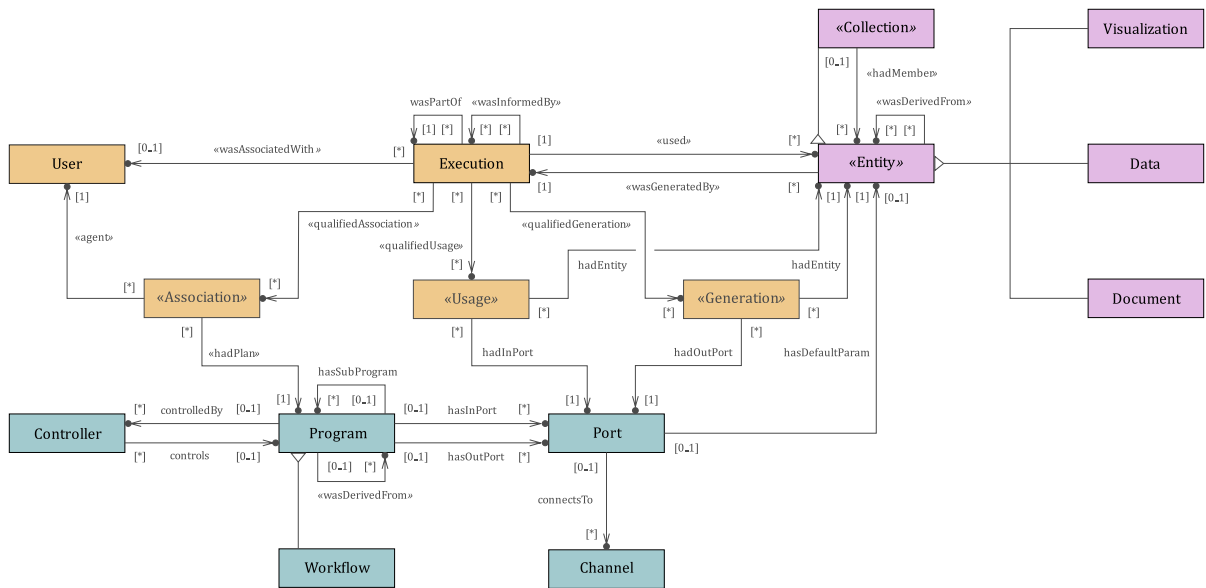 «Collection»
Visualization
[0..1]
«hadMember»
wasPartOf
«wasInformedBy»
«wasDerivedFrom»
[1]
[*]
[*]
[*]
[*]
[*]
[*]
[0..1]
«wasAssociatedWith »
[*]
[1]
«used»
[*]
User
Execution
«Entity»
Data
[1]
[*]
[*]
[*]
[1]
«wasGeneratedBy»
[*]
[1]
[1]
[0..1]
«agent»
«qualifiedAssociation»
«qualifiedUsage»
«qualifiedGeneration»
hadEntity
hadEntity
[*]
[*]
[*]
«Association»
«Usage»
«Generation»
Document
[*]
[*]
[*]
[*]
[*]
[*]
«hadPlan»
hadInPort
hadOutPort
hasDefaultParam
hasSubProgram
[1]
[*]
[0..1]
[1]
[1]
[*]
controlledBy
[0..1]
[0..1]
hasInPort
[*]
Controller
Program
Port
[*]
controls
[0..1]
[0..1]
hasOutPort
[*]
[0..1]
[0..1]
[*]
[0..1]
«wasDerivedFrom»
connectsTo
[*]
Workflow
Channel